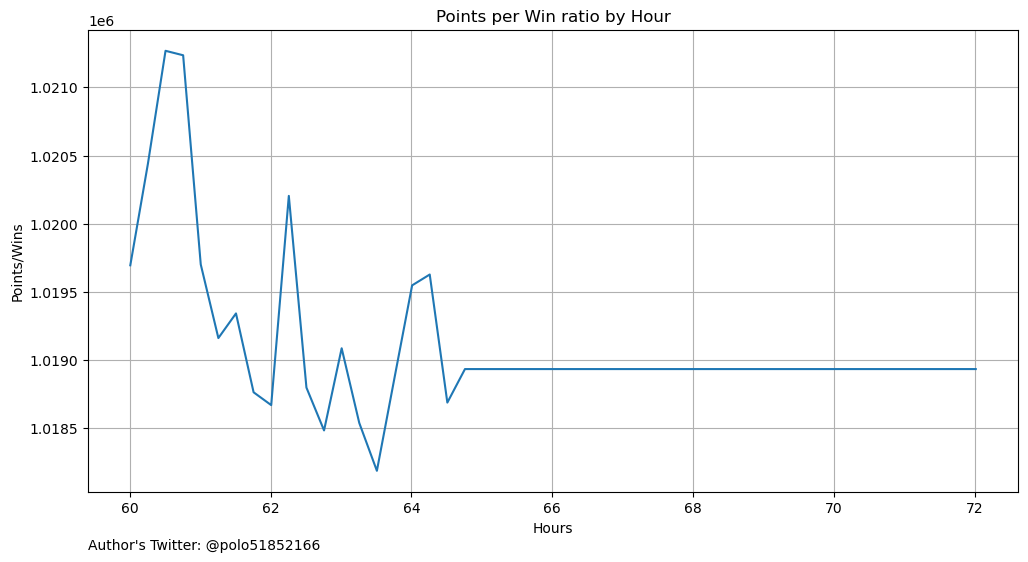 Points per Win ratio by Hour
1e6
1.0210
1.0205
1.0200
1.0195
1.0190
1.0185
Points/Wins
60 62 64 66 68 70 72
Hours
Author's Twitter: @polo51852166